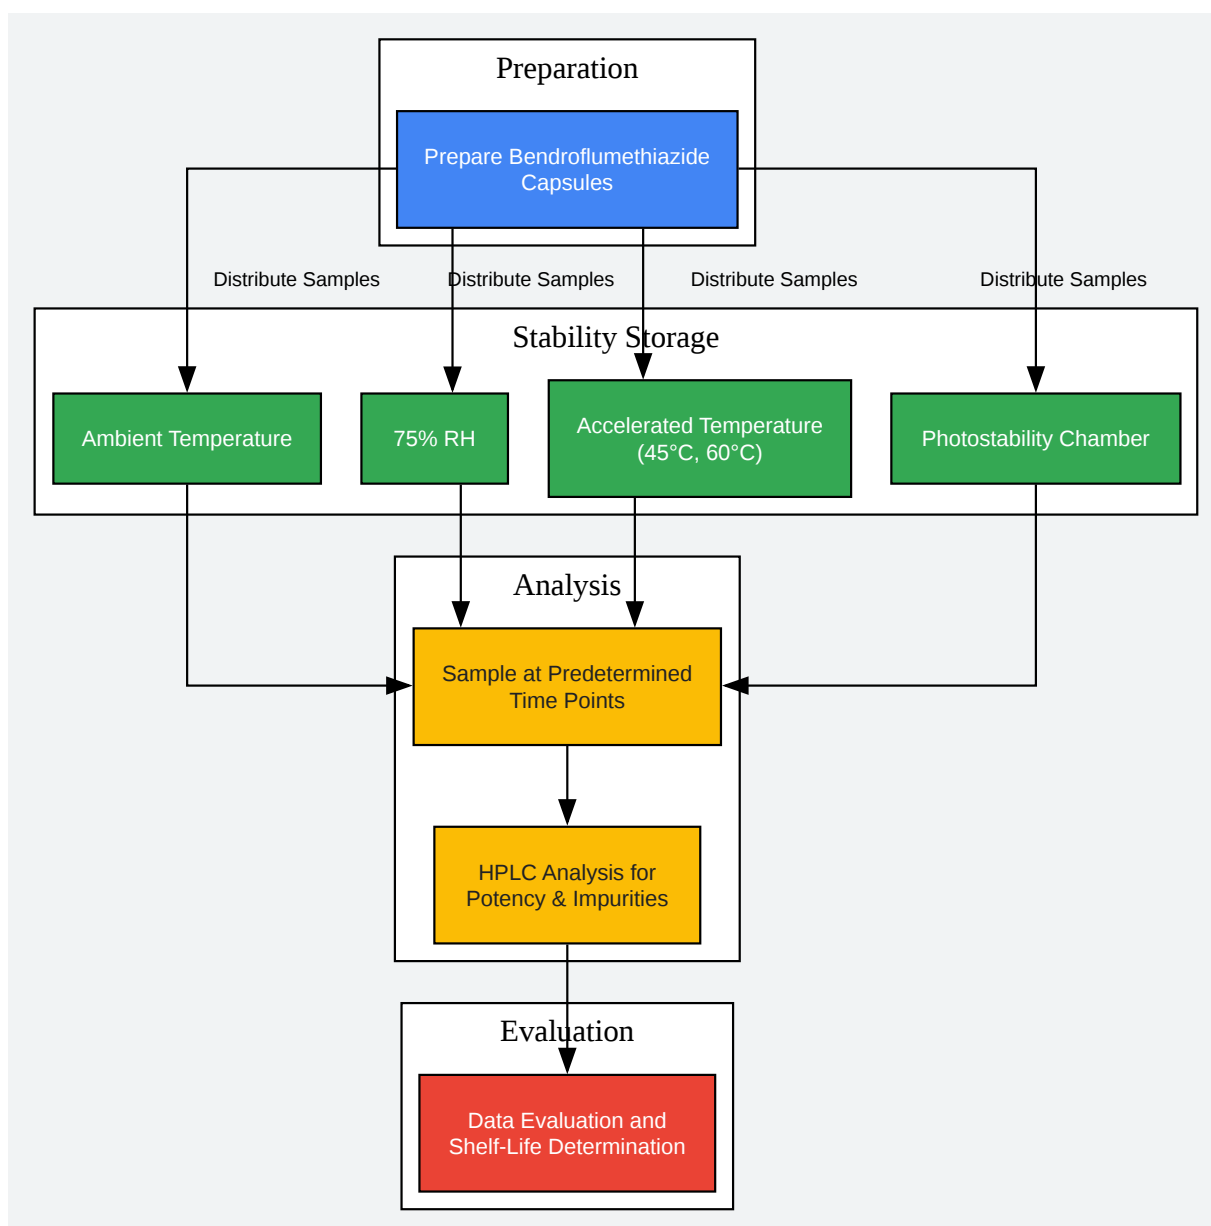 Preparation
Prepare Bendroflumethiazide
Capsules
Distribute Samples
Distribute Samples
Distribute Samples
Distribute Samples
Stability Storage
Ambient Temperature
75% RH
Accelerated Temperature
(45°C, 60°C)
Photostability Chamber
Analysis
Sample at Predetermined
Time Points
HPLC Analysis for
Potency & Impurities
Evaluation
Data Evaluation and
Shelf-Life Determination